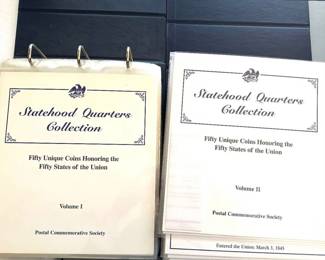 Statehood Quarters
Collection
Fifty Unique Coins Honoring the
Fifty States of the Union
Volume I
Postal Commemorative Society
Statehood Quarters
Collection
Fifty Unique Coins Honoring the
Fifty States of the Union
Volume II
Postal Commemorative Society
Entered the Union: March 3, 1845